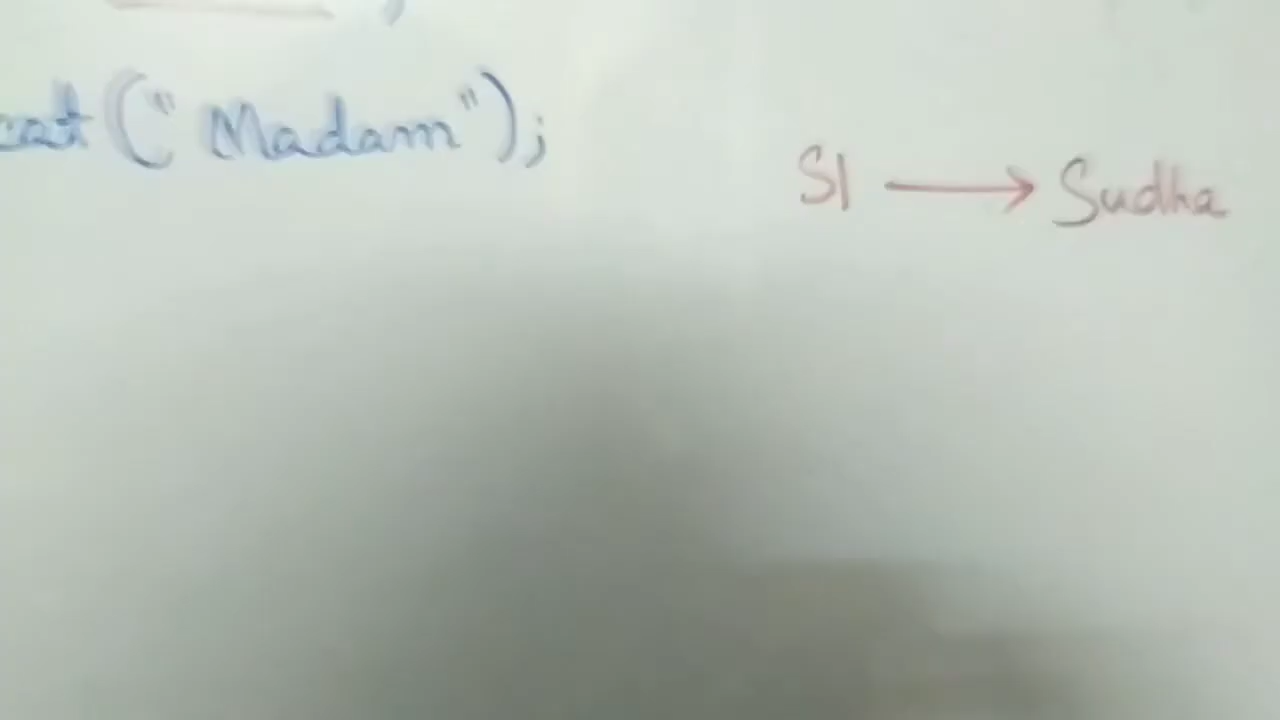 cat ("Madam");
S1 → Sudha